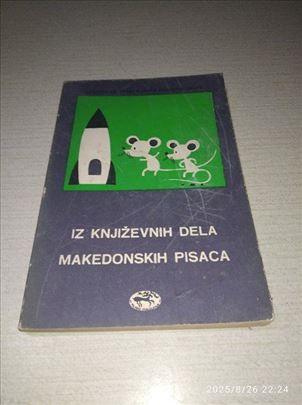 IZ KNJIŽEVNIH DELA
MAKEDONSKIH PISACA
2025/8/26 22:24